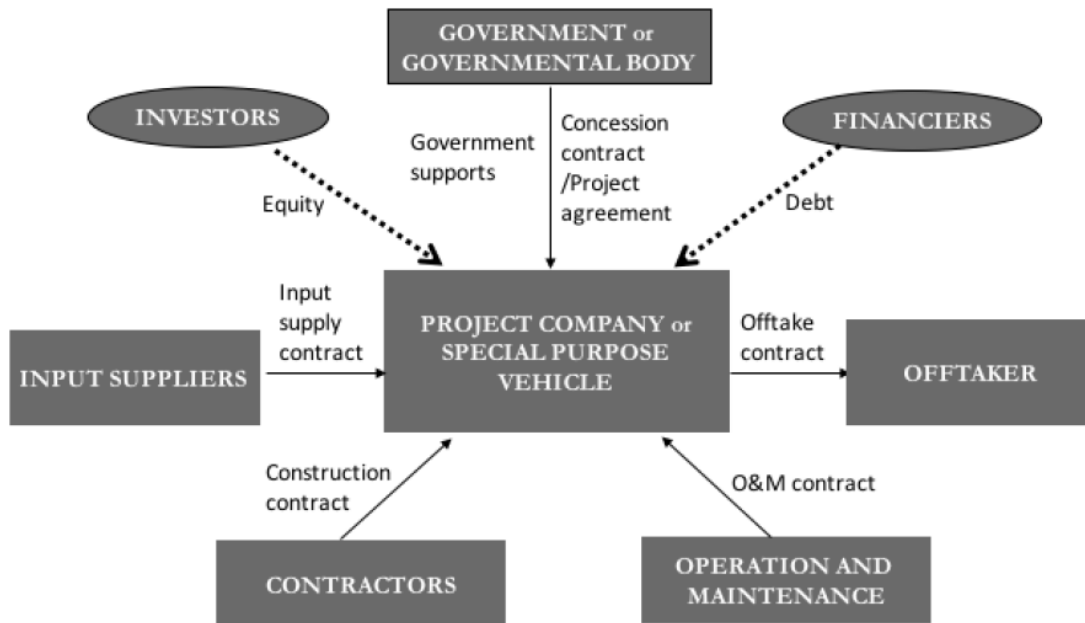 GOVERNMENT or
GOVERNMENTAL BODY
INVESTORS
FINANCIERS
Government
supports
Concession
contract
/Project
agreement
Equity
Debt
Input
supply
contract
PROJECT COMPANY or
SPECIAL PURPOSE
VEHICLE
Offtake
contract
INPUT SUPPLIERS
OFFTAKER
Construction
contract
O&M contract
CONTRACTORS
OPERATION AND
MAINTENANCE